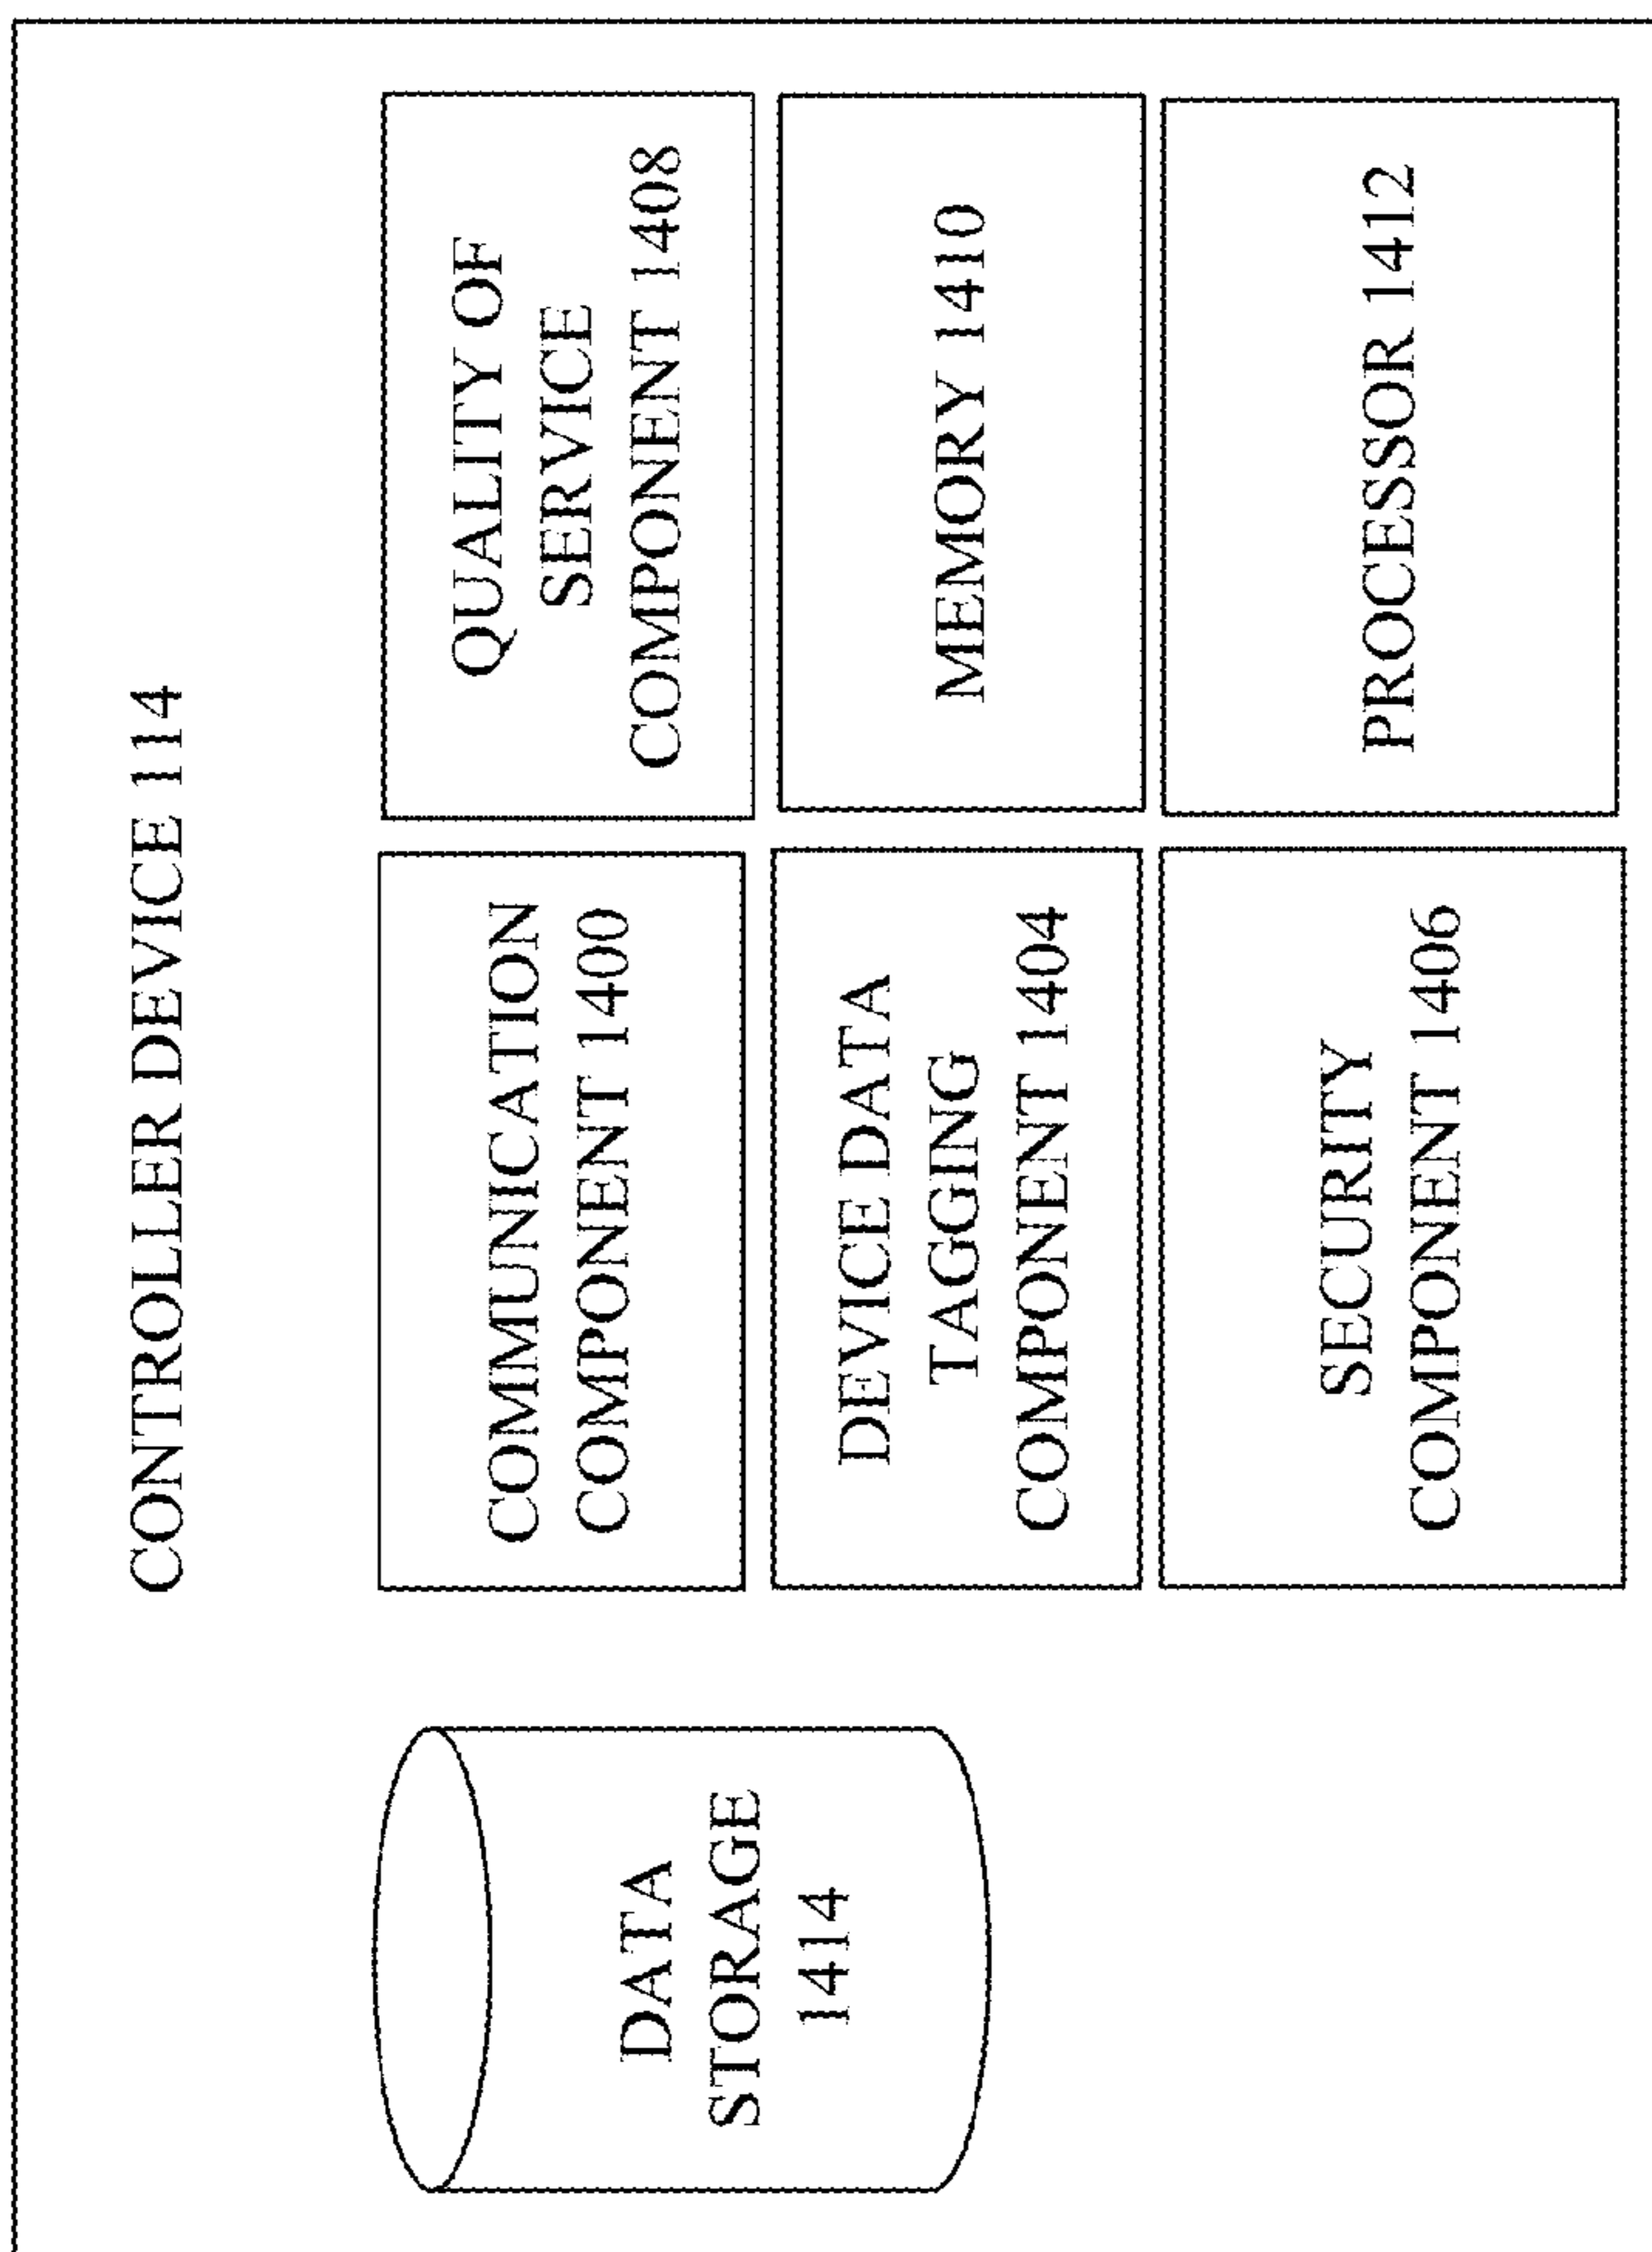 CONTROLLER DEVICE 114
DATA
STORAGE
1414
COMMUNICATION
COMPONENT 1400
DEVICE DATA
TAGGING
COMPONENT 1404
SECURITY
COMPONENT 1406
QUALITY OF
SERVICE
COMPONENT 1408
MEMORY 1410
PROCESSOR 1412